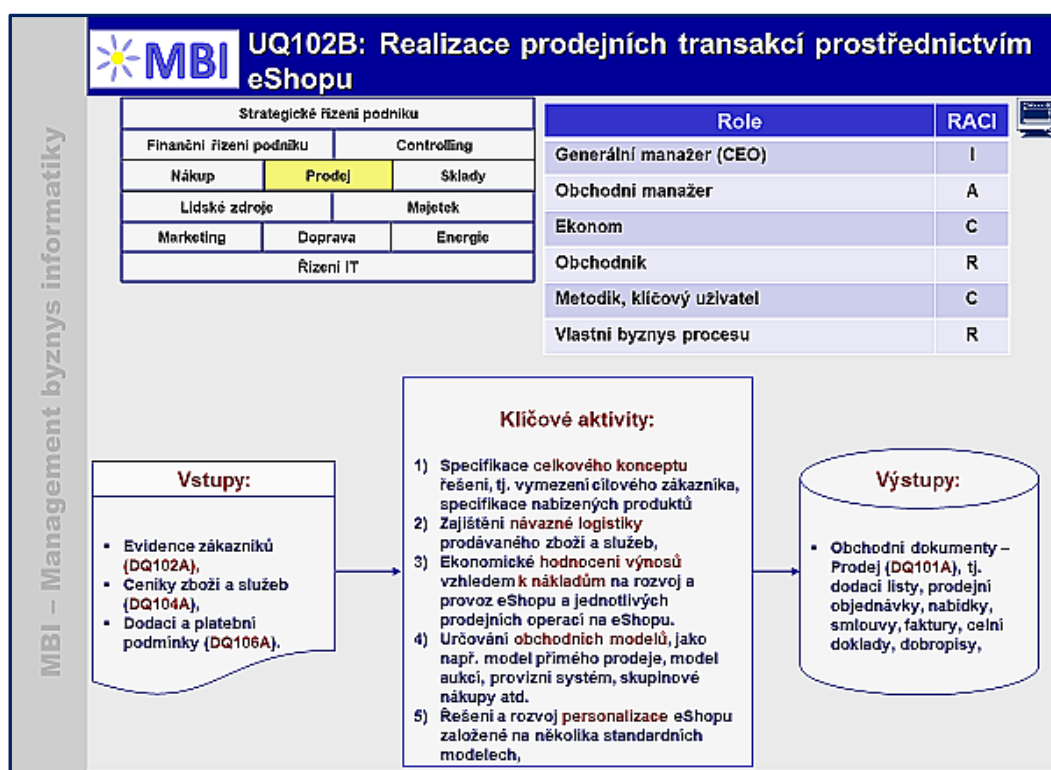 MBI – Management byznys informatiky
MBI
UQ102B: Realizace prodejních transakcí prostřednictvím
eShopu
Strategické řízení podniku
Finanční řízení podniku
Controlling
Nákup
Prodej
Sklady
Lidské zdroje
Majetek
Marketing
Doprava
Energie
Řízení IT
Role RACI
Generální manažer (CEO) I
Obchodní manažer A
Ekonom C
Obchodník R
Metodik, klíčový uživatel C
Vlastní byznys procesu R
Vstupy:
▪ Evidence zákazníků
(DQ102A),
▪ Ceníky zboží a služeb
(DQ104A),
▪ Dodací a platební
podmínky (DQ106A).
Klíčové aktivity:
1) Specifikace celkového konceptu
řešení, tj. vymezení cílového zákazníka,
specifikace nabízených produktů
2) Zajištění návazné logistiky
prodávaného zboží a služeb,
3) Ekonomické hodnocení výnosů
vzhledem k nákladům na rozvoj a
provoz eShopu a jednotlivých
prodejních operací na eShopu.
4) Určování obchodních modelů, jako
např. model přímého prodeje, model
aukcí, provizní systém, skupinové
nákupy atd.
5) Řešení a rozvoj personalizace eShopu
založené na několika standardních
modelech,
Výstupy:
▪ Obchodní dokumenty –
Prodej (DQ101A), tj.
dodací listy, prodejní
objednávky, nabídky,
smlouvy, faktury, celní
doklady, dobropisy,